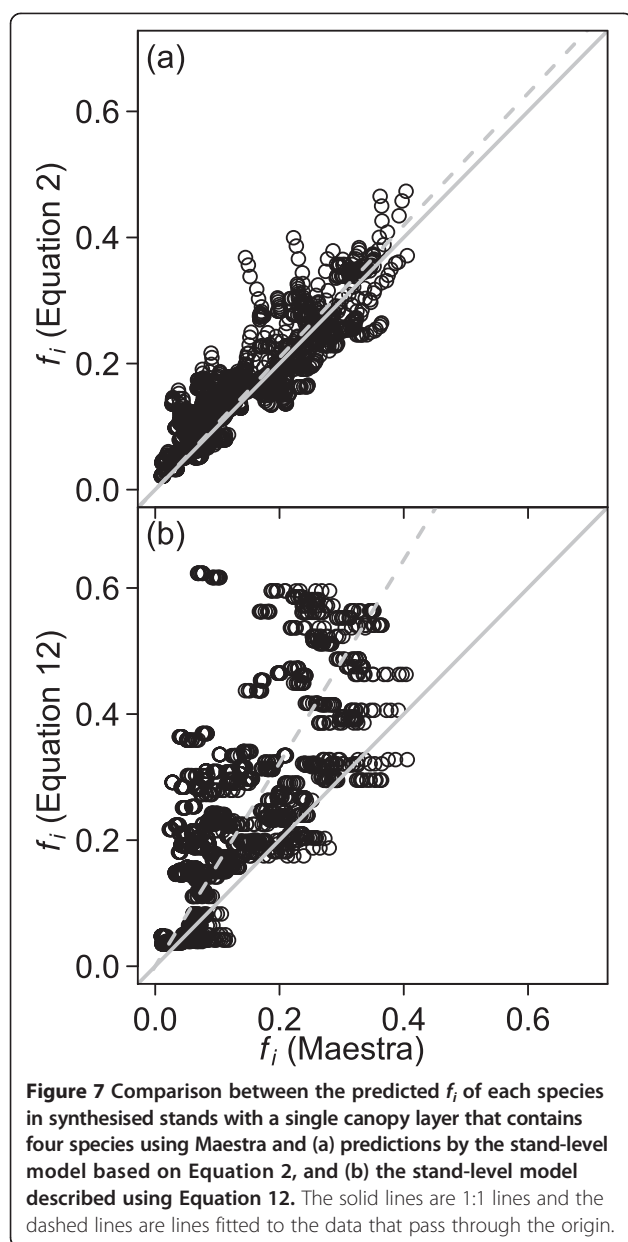 (a)
0.6
0.4
0.2
0.0
fi (Equation 2)
(b)
0.6
0.4
0.2
0.0
fi (Equation 12)
0.0 0.2 0.4 0.6
fi (Maestra)
Figure 7 Comparison between the predicted fi of each species
in synthesised stands with a single canopy layer that contains
four species using Maestra and (a) predictions by the stand-level
model based on Equation 2, and (b) the stand-level model
described using Equation 12. The solid lines are 1:1 lines and the
dashed lines are lines fitted to the data that pass through the origin.